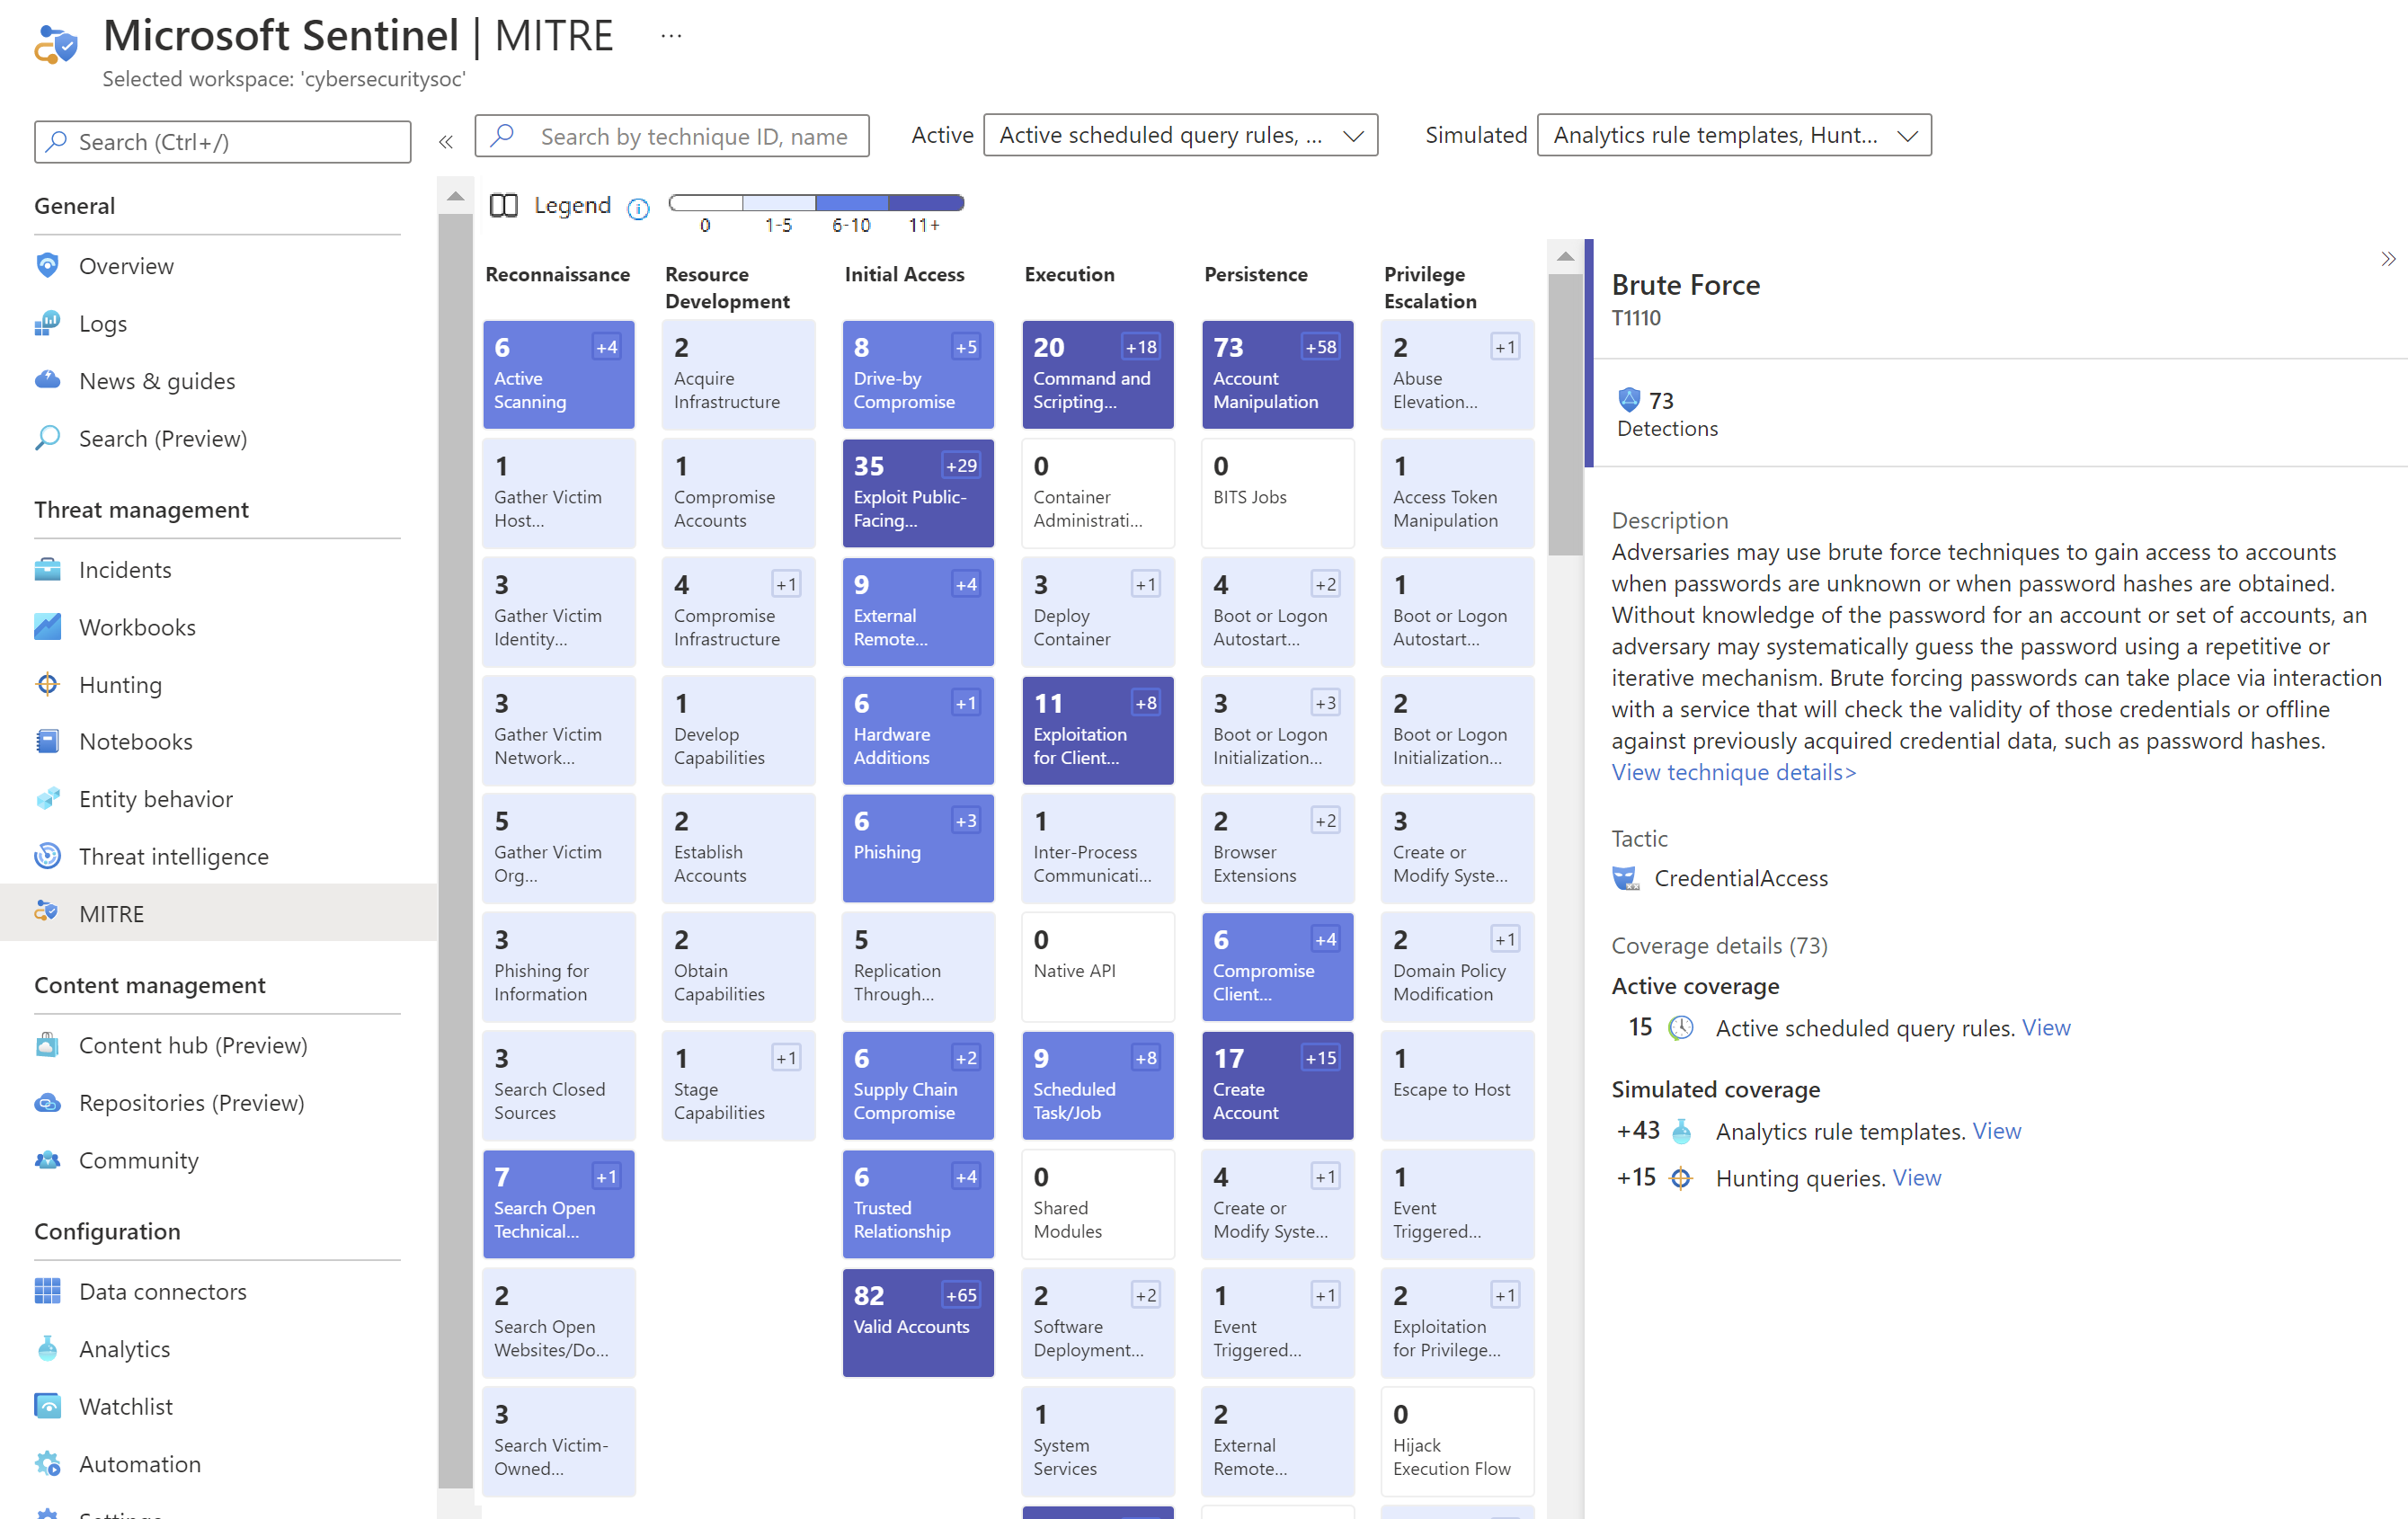 Microsoft Sentinel | MITRE ...
Selected workspace: 'cybersecuritysoc'
Search (Ctrl+/)
«
General
Overview
Logs
News & guides
Search (Preview)
Threat management
Incidents
Workbooks
Hunting
Notebooks
Entity behavior
Threat intelligence
MITRE
Content management
Content hub (Preview)
Repositories (Preview)
Community
Configuration
Data connectors
Analytics
Watchlist
Automation
Settings
Search by technique ID, name
Active
Active scheduled query rules, ...
Simulated
Analytics rule templates, Hunt...
Legend
0 1-5 6-10 11+
Reconnaissance
6 +4
Active
Scanning
1
Gather Victim
Host...
3
Gather Victim
Identity...
3
Gather Victim
Network...
5
Gather Victim
Org...
3
Phishing for
Information
3
Search Closed
Sources
7 +1
Search Open
Technical...
2
Search Open
Websites/Do...
3
Search Victim-
Owned...
Resource
Development
2
Acquire
Infrastructure
1
Compromise
Accounts
4 +1
Compromise
Infrastructure
1
Develop
Capabilities
2
Establish
Accounts
2
Obtain
Capabilities
1 +1
Stage
Capabilities
Initial Access
8 +5
Drive-by
Compromise
35 +29
Exploit Public-
Facing...
9 +4
External
Remote...
6 +1
Hardware
Additions
6 +3
Phishing
5
Replication
Through...
6 +2
Supply Chain
Compromise
6 +4
Trusted
Relationship
82 +65
Valid Accounts
Execution
20 +18
Command and
Scripting...
0
Container
Administrati...
3 +1
Deploy
Container
11 +8
Exploitation
for Client...
1
Inter-Process
Communicati...
0
Native API
9 +8
Scheduled
Task/Job
0
Shared
Modules
2 +2
Software
Deployment...
1
System
Services
Persistence
73 +58
Account
Manipulation
0
BITS Jobs
4 +2
Boot or Logon
Autostart...
3 +3
Boot or Logon
Initialization...
2 +2
Browser
Extensions
6 +4
Compromise
Client...
17 +15
Create
Account
4 +1
Create or
Modify Syste...
1 +1
Event
Triggered...
2
External
Remote...
Privilege
Escalation
2 +1
Abuse
Elevation...
1
Access Token
Manipulation
1
Boot or Logon
Autostart...
2
Boot or Logon
Initialization...
3
Create or
Modify Syste...
2 +1
Domain Policy
Modification
1
Escape to Host
1
Event
Triggered...
2 +1
Exploitation
for Privilege...
0
Hijack
Execution Flow
»
Brute Force
T1110
73
Detections
Description
Adversaries may use brute force techniques to gain access to accounts
when passwords are unknown or when password hashes are obtained.
Without knowledge of the password for an account or set of accounts, an
adversary may systematically guess the password using a repetitive or
iterative mechanism. Brute forcing passwords can take place via interaction
with a service that will check the validity of those credentials or offline
against previously acquired credential data, such as password hashes.
View technique details>
Tactic
CredentialAccess
Coverage details (73)
Active coverage
15 Active scheduled query rules. View
Simulated coverage
+43 Analytics rule templates. View
+15 Hunting queries. View